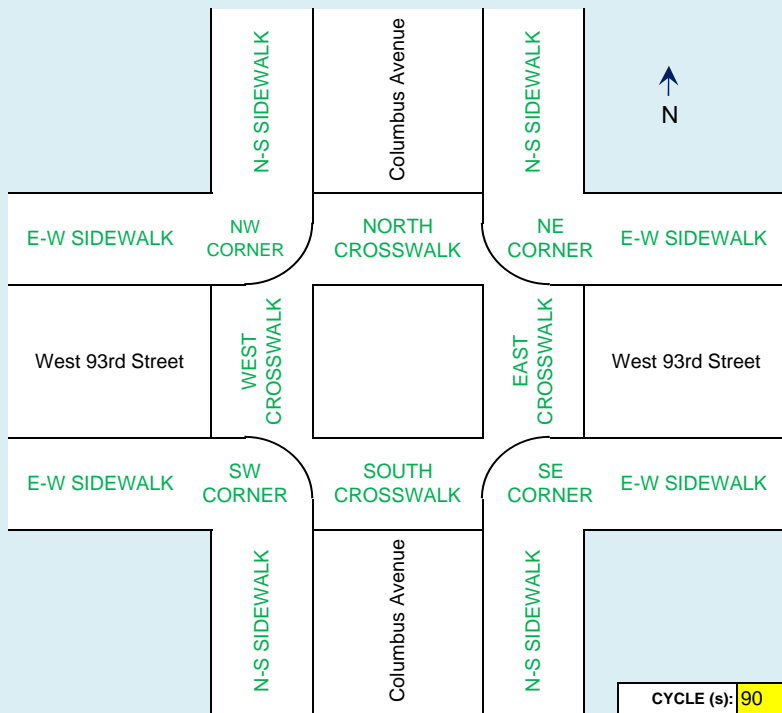 N-S SIDEWALK
Columbus Avenue
N-S SIDEWALK
N
E-W SIDEWALK
NW
CORNER
NORTH
CROSSWALK
NE
CORNER
E-W SIDEWALK
West 93rd Street
WEST
CROSSWALK
EAST
CROSSWALK
West 93rd Street
E-W SIDEWALK
SW
CORNER
SOUTH
CROSSWALK
SE
CORNER
E-W SIDEWALK
N-S SIDEWALK
Columbus Avenue
N-S SIDEWALK
CYCLE (s): 90